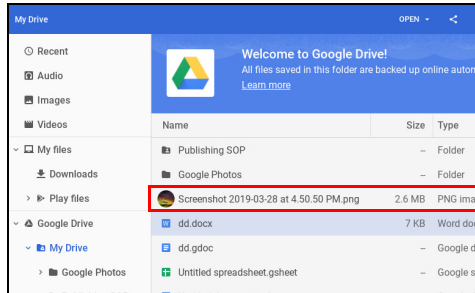 My Drive OPEN
Recent
Audio
Images
Videos
My files
Downloads
Play files
Google Drive
My Drive
Google Photos
Welcome to Google Drive!
All files saved in this folder are backed up online
Learn more
Name Size Type
Publishing SOP -- Folder
Google Photos -- Folder
Screenshot 2019-03-28 at 4.50.50 PM.png 2.6 MB PNG
dd.docx 7 KB Word
dd.gdoc -- Google
Untitled spreadsheet.gsheet -- Google